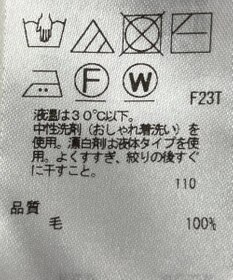 F W F23T
液温は30℃以下。
中性洗剤(おしゃれ着洗い)を
使用。漂白剤は液体タイプを使
用。よくすすぎ、絞りの後すぐ
に干すこと。
110
品質
毛 100%